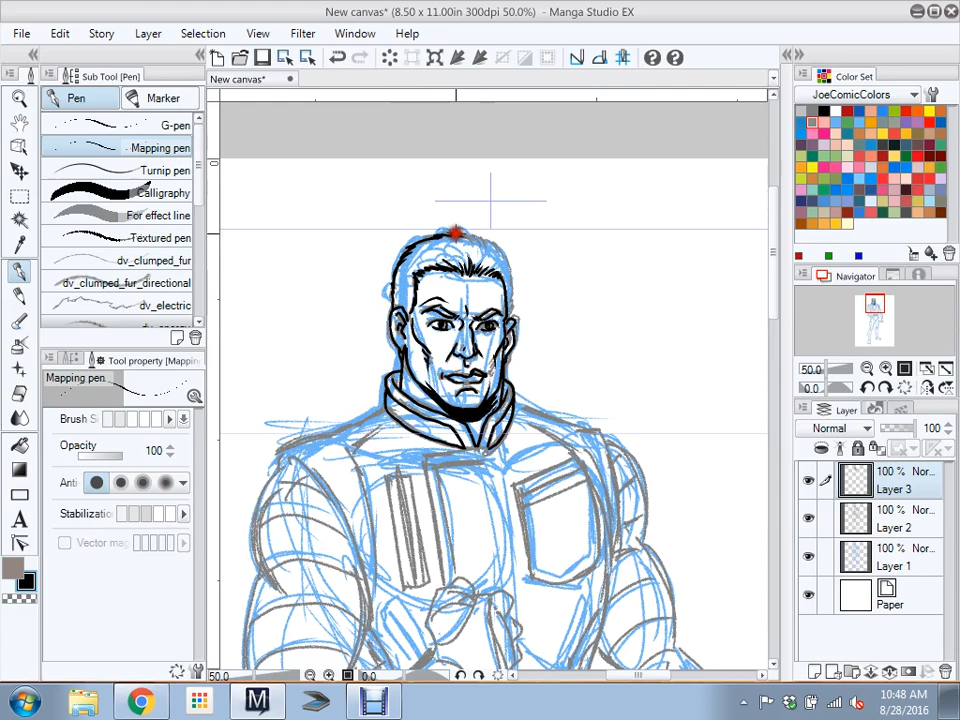 New canvas* (8.50 x 11.00in 300dpi 50.0%) - Manga Studio EX
File Edit Story Layer Selection View Filter Window Help
Sub Tool [Pen]
New canvas*
Color Set
Pen
Marker
JoeComicColors
G-pen
Mapping pen
Turnip pen
Calligraphy
For effect line
Textured pen
dv_clumped_fur
dv_clumped_fur_directional
dv_electric
Navigator
Tool property [Mapping
Mapping pen
50.0
0.0
Layer
Brush S
Normal
100
Opacity
100
Anti
100 % Nor...
Layer 3
Stabilization
100 % Nor...
Layer 2
Vector mag
100 % Nor...
Layer 1
Paper
A
50.0
0.0
M
10:48 AM
8/28/2016